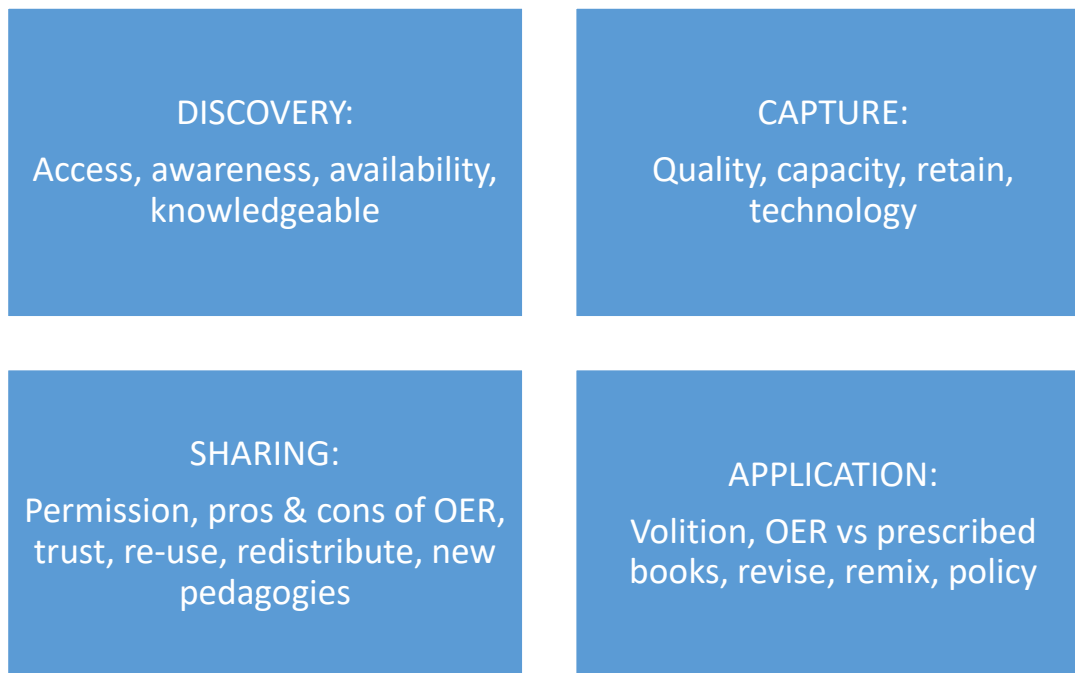 DISCOVERY:
Access, awareness, availability,
knowledgeable
CAPTURE:
Quality, capacity, retain,
technology
SHARING:
Permission, pros & cons of OER,
trust, re-use, redistribute, new
pedagogies
APPLICATION:
Volition, OER vs prescribed
books, revise, remix, policy